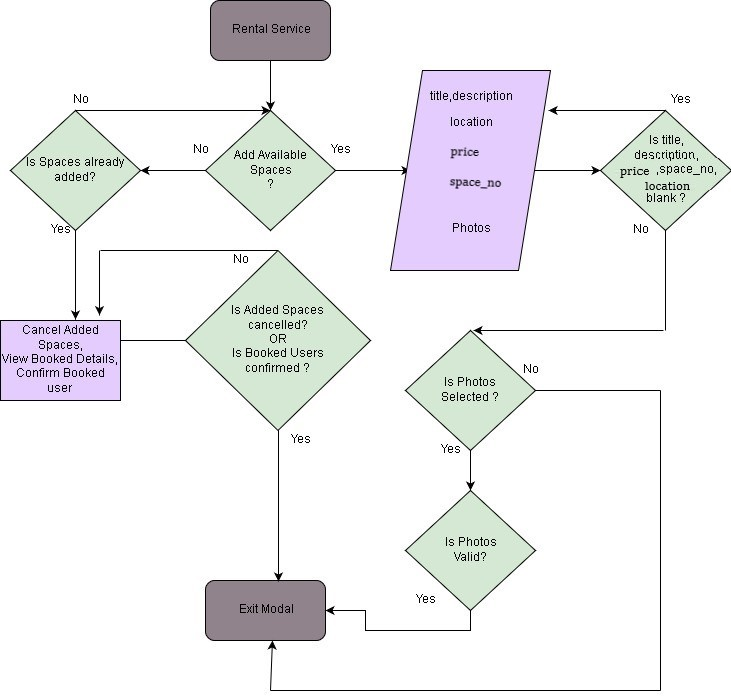 Rental Service
No
Yes
title,description
location
price
space_no
Photos
Is title,
description,
price ,space_no,
location
blank ?
No
Yes
Add Available
Spaces
?
Is Spaces already
added?
Yes
No
No
Is Added Spaces
cancelled?
OR
Is Booked Users
confirmed ?
Cancel Added
Spaces,
View Booked Details,
Confirm Booked
user
Is Photos
Selected ?
No
Yes
Yes
Is Photos
Valid?
Yes
Exit Modal